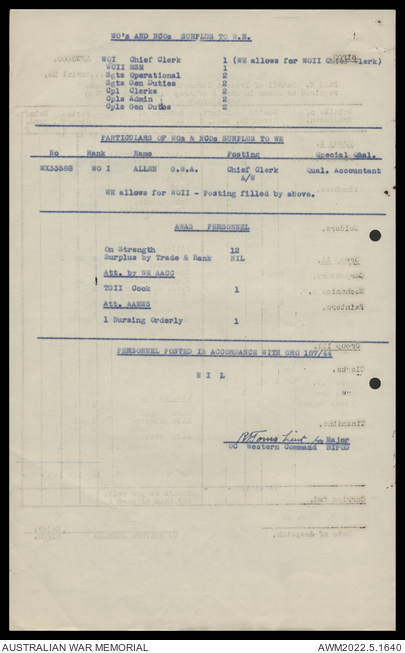 WO's AND NCOs SURPLUS TO W.E.
WOI Chief Clerk 1 (WE allows for WOII Chief Clerk)
WOII MSM 1
Sgts Operational 2
Sgts Gen Duties 2
Cpl Clerks 2
Cpls Admin 2
Cpls Gen Duties 2
PARTICULARS OF WOs & NCOs SURPLUS TO WE
No Rank Name Posting Special Qual.
WX33588 WO I ALLEN G.W.A. Chief Clerk Qual. Accountant
A/W
WE allows for WOII - Posting filled by above.
AWAS PERSONNEL
On Strength 12
Surplus by Trade & Rank NIL
Att. by WE AACC
TGII Cook 1
Att. AAMWS
1 Nursing Orderly 1
PERSONNEL POSTED IN ACCORDANCE WITH GRO 187/44
N I L
Lieut for Major
OC Western Command
AUSTRALIAN WAR MEMORIAL AWM2022.5.1640